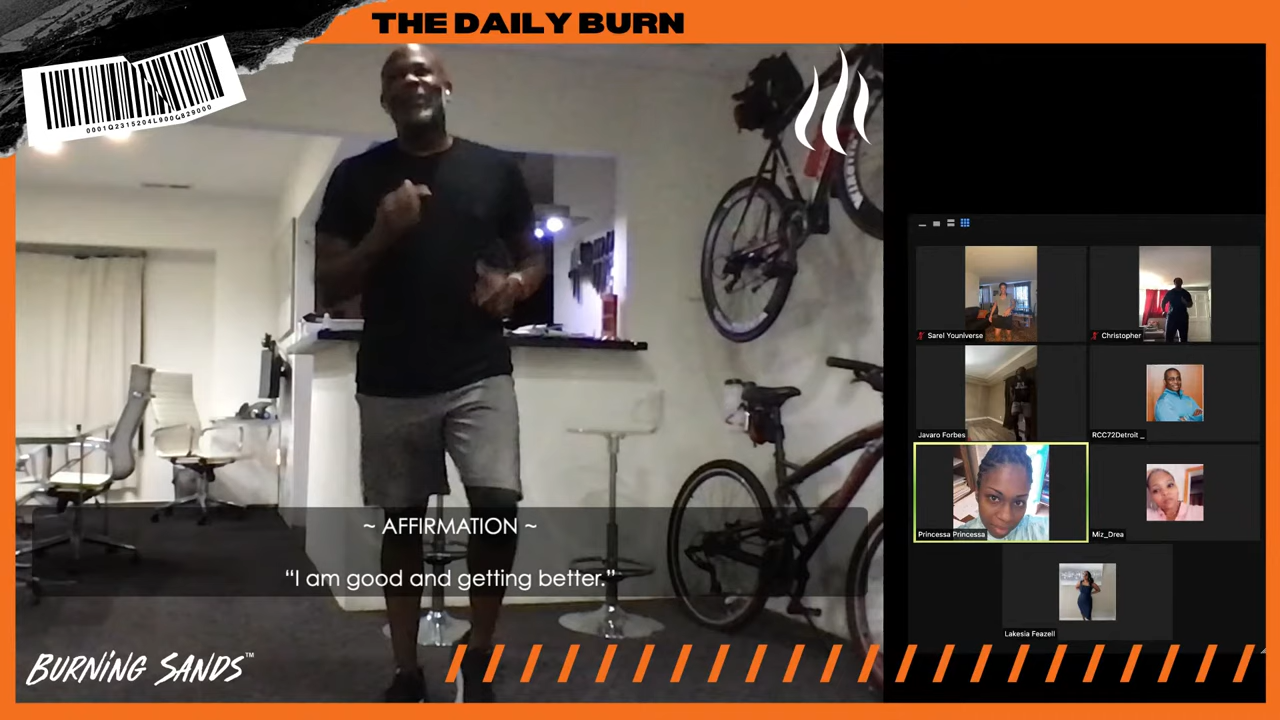 THE DAILY BURN
Sarel Youniverse
Christopher
Javaro Forbes
RCC72Detroit _
Princessa Princessa
Miz_Drea
Lakesia Feazell
~ AFFIRMATION ~
“I am good and getting better.”
BURNING SANDS™